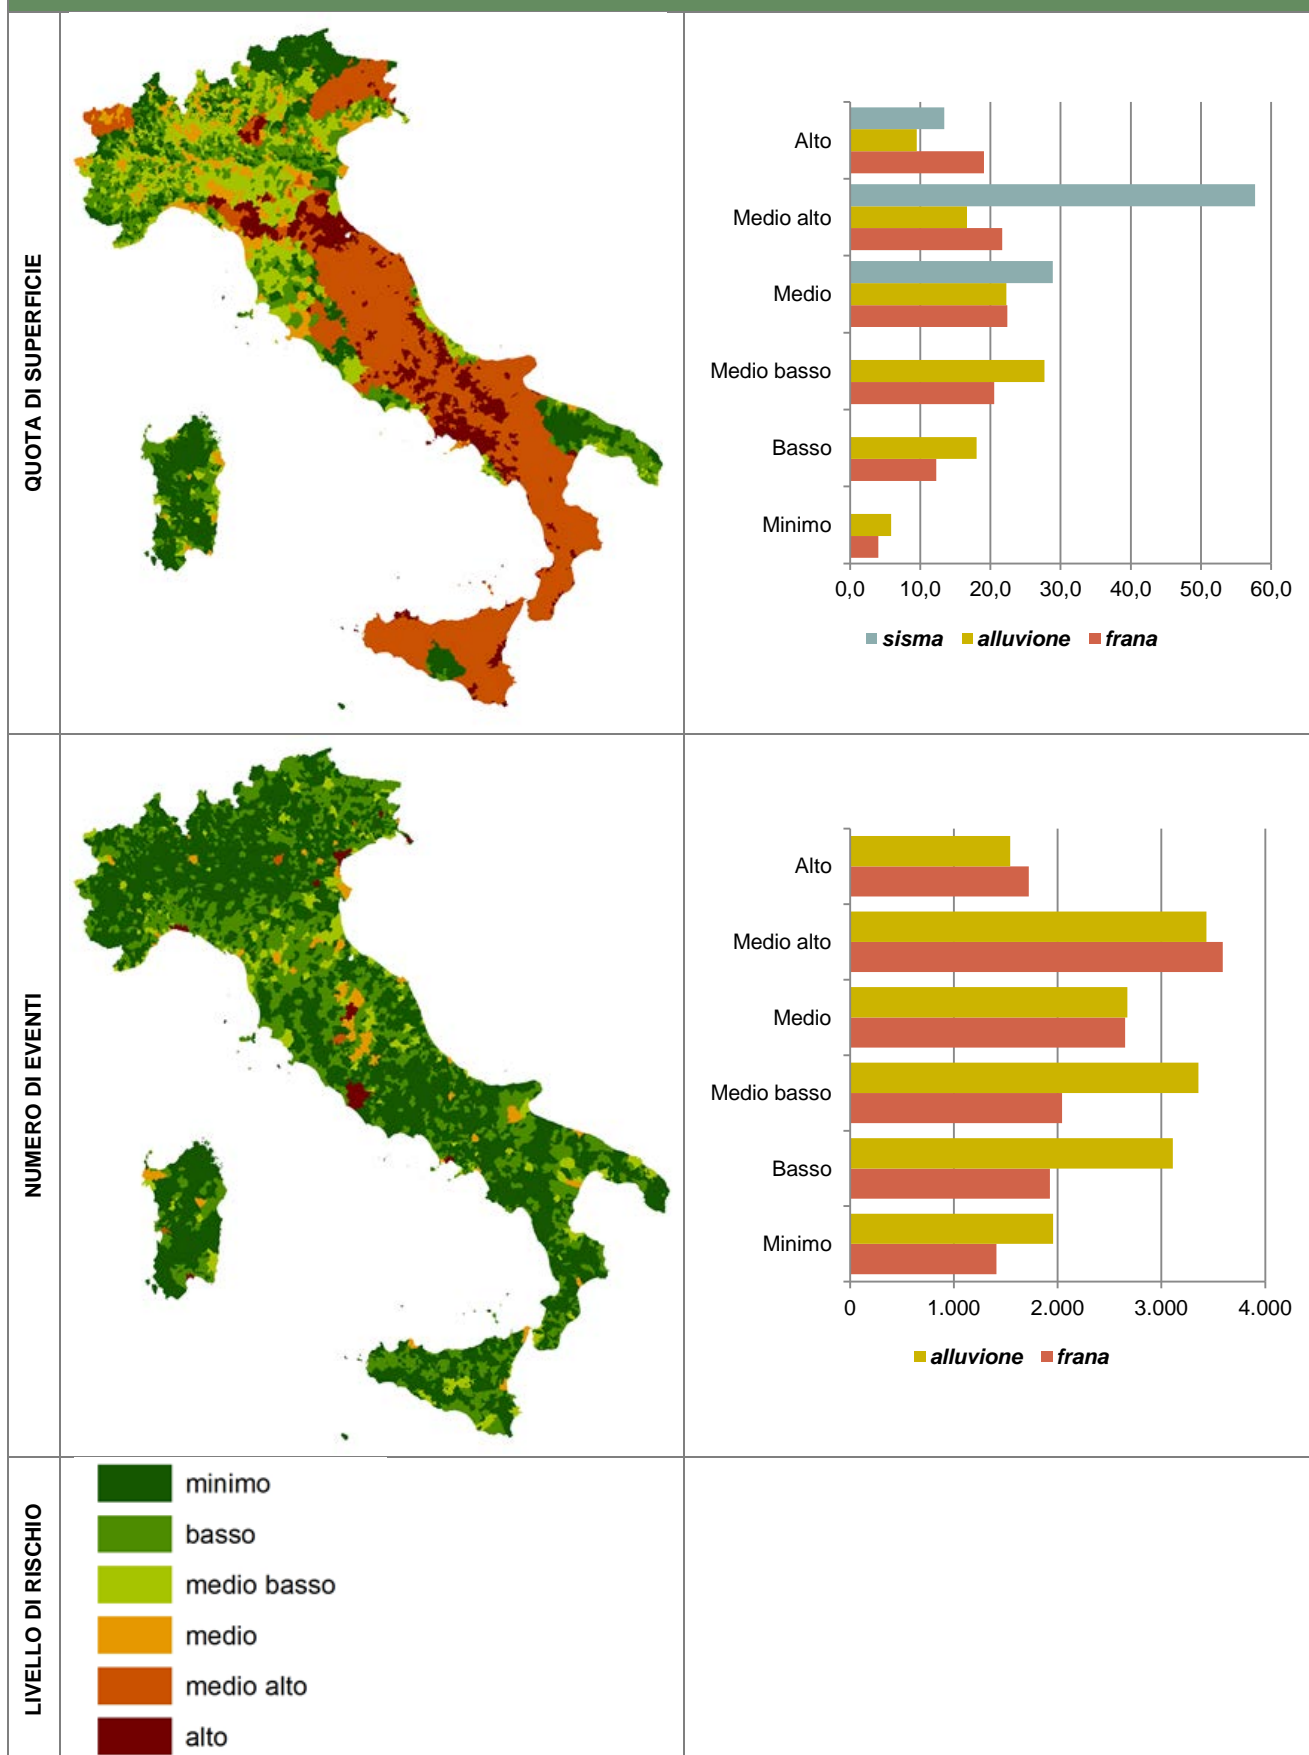 QUOTA DI SUPERFICIE
Alto
Medio alto
Medio
Medio basso
Basso
Minimo
0,0 10,0 20,0 30,0 40,0 50,0 60,0
sisma alluvione frana
NUMERO DI EVENTI
Alto
Medio alto
Medio
Medio basso
Basso
Minimo
0 1.000 2.000 3.000 4.000
alluvione frana
LIVELLO DI RISCHIO
minimo
basso
medio basso
medio
medio alto
alto